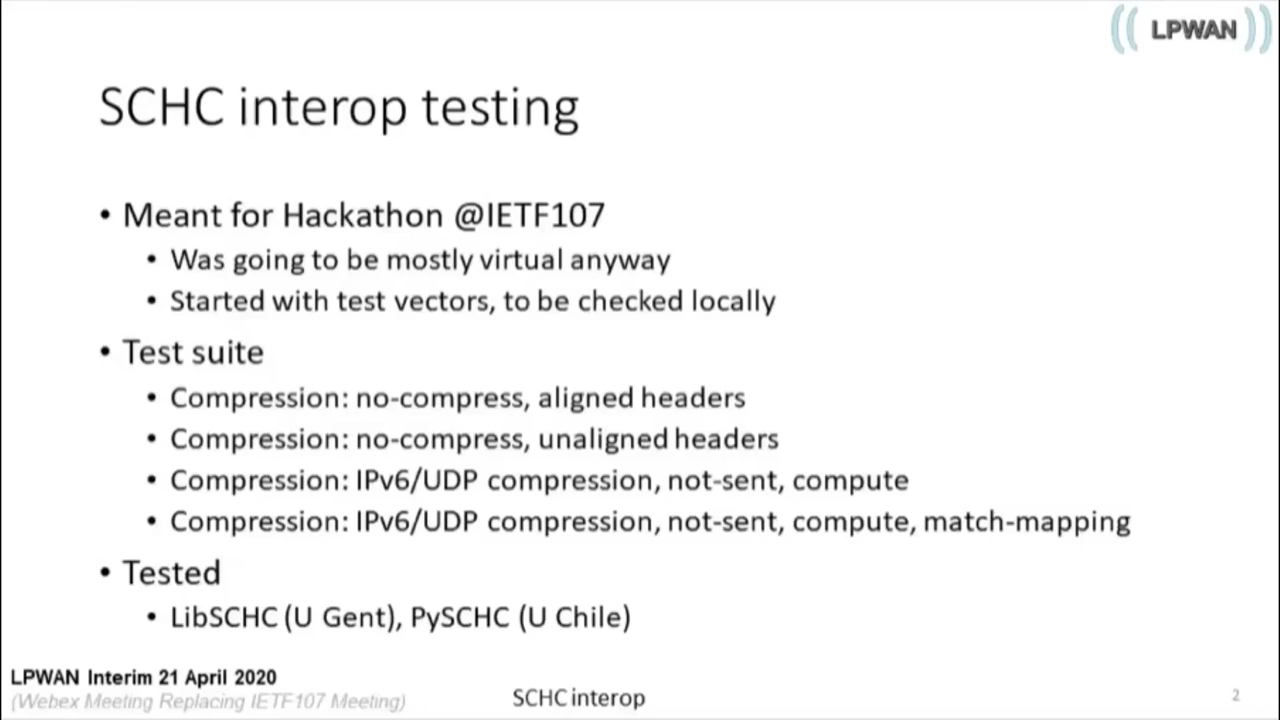 LPWAN
SCHC interop testing
• Meant for Hackathon @IETF107
• Was going to be mostly virtual anyway
• Started with test vectors, to be checked locally
• Test suite
• Compression: no-compress, aligned headers
• Compression: no-compress, unaligned headers
• Compression: IPv6/UDP compression, not-sent, compute
• Compression: IPv6/UDP compression, not-sent, compute, match-mapping
• Tested
• LibSCHC (U Gent), PySCHC (U Chile)
LPWAN Interim 21 April 2020
(Webex Meeting Replacing IETF107 Meeting)
SCHC interop
2